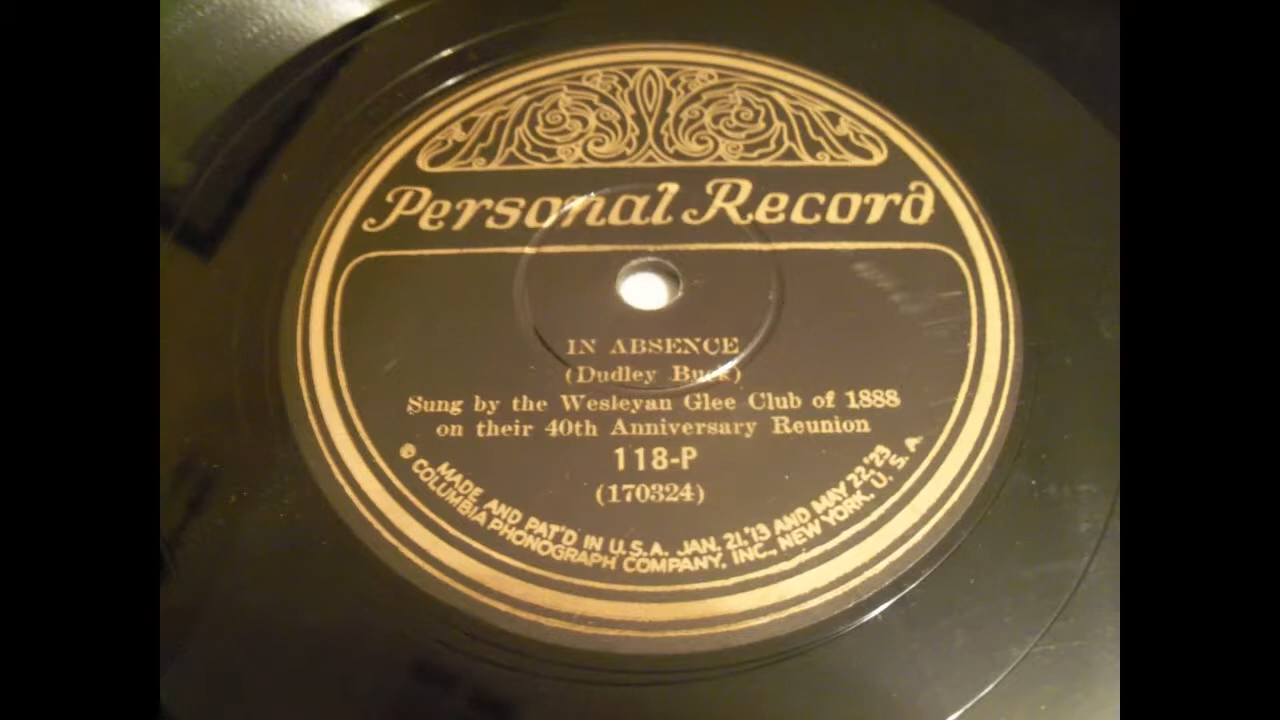 Personal Record
IN ABSENCE
(Dudley Buck)
Sung by the Wesleyan Glee Club of 1888
on their 40th Anniversary Reunion
118-P
(170324)
MADE AND PAT'D IN U.S.A. JAN. 21,'13 AND MAY 22,'23
© COLUMBIA PHONOGRAPH COMPANY, INC., NEW YORK, U.S.A.